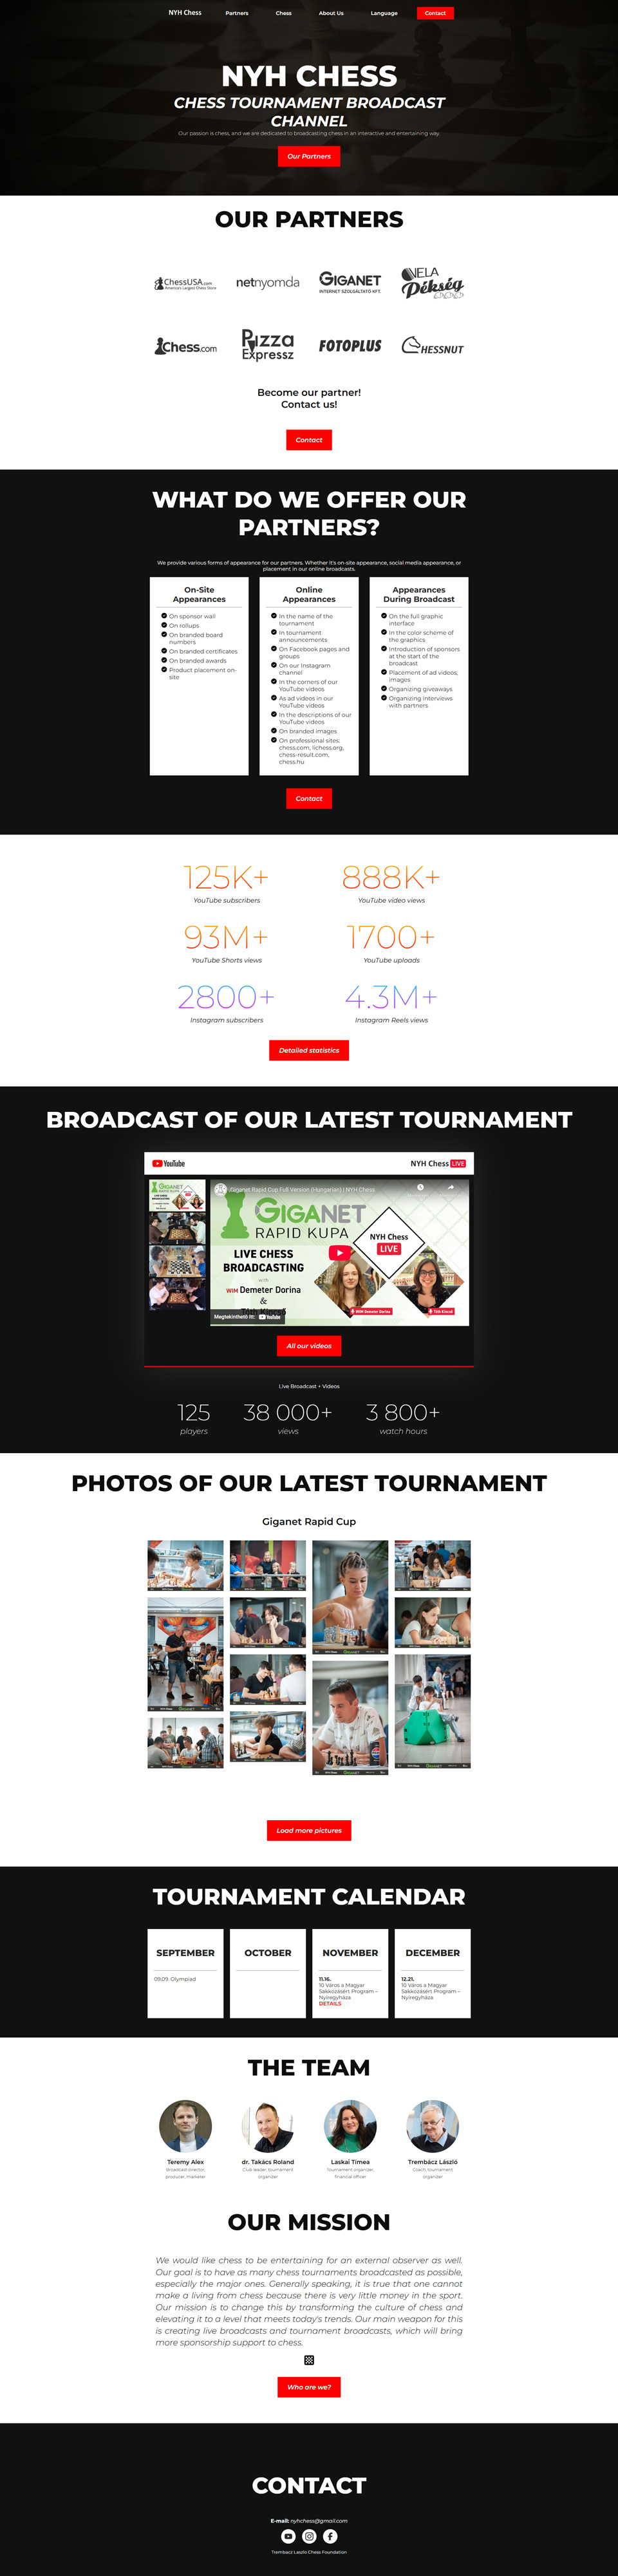 NYH Chess
Partners
Chess
About Us
Language
Contact
NYH CHESS
CHESS TOURNAMENT BROADCAST
CHANNEL
Our passion is chess, and we are dedicated to broadcasting chess in an interactive and entertaining way.
Our Partners
OUR PARTNERS
ChessUSA.com
America's Largest Chess Store
netnyomda
GIGANET
INTERNET SZOLGÁLTATÓ KFT.
VELA
Pékség
Chess.com
Pizza
Expressz
FOTOPLUS
CHESSNUT
Become our partner!
Contact us!
Contact
WHAT DO WE OFFER OUR
PARTNERS?
We provide various forms of appearance for our partners. Whether it's on-site appearance, social media appearance, or
placement in our online broadcasts.
On-Site
Appearances
On sponsor wall
On rollups
On branded board
numbers
On branded certificates
On branded awards
Product placement on-
site
Online
Appearances
In the name of the
tournament
In tournament
announcements
On Facebook pages and
groups
On our Instagram
channel
In the corners of our
YouTube videos
As ad videos in our
YouTube videos
In the descriptions of our
YouTube videos
On branded images
On professional sites:
chess.com, lichess.org,
chess-result.com,
chess.hu
Appearances
During Broadcast
On the full graphic
interface
In the color scheme of
the graphics
Introduction of sponsors
at the start of the
broadcast
Placement of ad videos,
images
Organizing giveaways
Organizing interviews
with partners
Contact
125K+
YouTube subscribers
888K+
YouTube video views
93M+
YouTube Shorts views
1700+
YouTube uploads
2800+
Instagram subscribers
4.3M+
Instagram Reels views
Detailed statistics
BROADCAST OF OUR LATEST TOURNAMENT
YouTube
NYH Chess LIVE
Giganet Rapid Cup Full Version (Hungarian) | NYH Chess
GIGANET
RAPID KUPA
LIVE CHESS
BROADCASTING
with
WIM Demeter Dorina
&
Tóth Kincső
NYH Chess
LIVE
WIM Demeter Dorina
Tóth Kincső
Megtekinthető itt: YouTube
All our videos
Live Broadcast + Videos
125
players
38 000+
views
3 800+
watch hours
PHOTOS OF OUR LATEST TOURNAMENT
Giganet Rapid Cup
Load more pictures
TOURNAMENT CALENDAR
SEPTEMBER
09.09. Olympiad
OCTOBER
NOVEMBER
11.16.
10 Város a Magyar
Sakkozásért Program –
Nyíregyháza
DETAILS
DECEMBER
12.21.
10 Város a Magyar
Sakkozásért Program –
Nyíregyháza
THE TEAM
Teremy Alex
Broadcast director,
producer, marketer
dr. Takács Roland
Club leader, tournament
organizer
Laskai Tímea
Tournament organizer,
financial officer
Trembácz László
Coach, tournament
organizer
OUR MISSION
We would like chess to be entertaining for an external observer as well.
Our goal is to have as many chess tournaments broadcasted as possible,
especially the major ones. Generally speaking, it is true that one cannot
make a living from chess because there is very little money in the sport.
Our mission is to change this by transforming the culture of chess and
elevating it to a level that meets today's trends. Our main weapon for this
is creating live broadcasts and tournament broadcasts, which will bring
more sponsorship support to chess.
Who are we?
CONTACT
E-mail: nyhchess@gmail.com
Trembacz Laszlo Chess Foundation